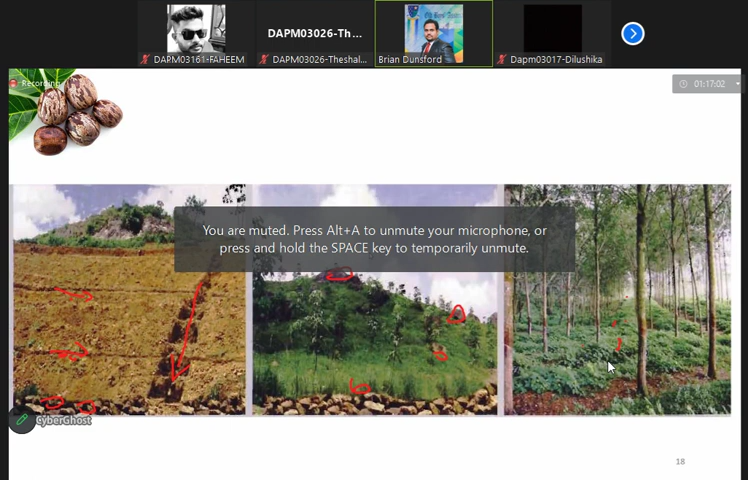 DAPM03026-Th...
DAPM03161-FAHEEM
DAPM03026-Theshal...
Brian Dunsford
Dapm03017-Dilushika
Recording
01:17:02
You are muted. Press Alt+A to unmute your microphone, or
press and hold the SPACE key to temporarily unmute.
CyberGhost
18